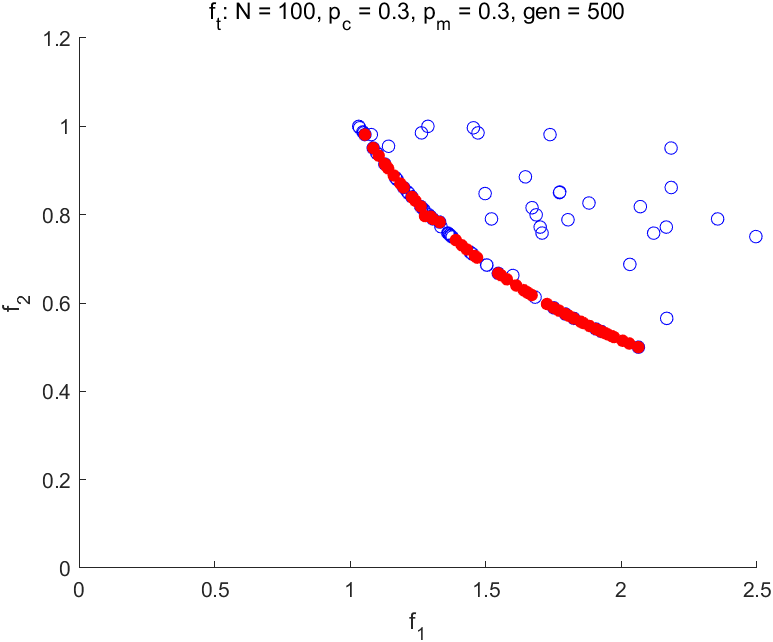 f_t: N = 100, p_c = 0.3, p_m = 0.3, gen = 500
1.2
1
0.8
0.6
0.4
0.2
0
f_2
0 0.5 1 1.5 2 2.5
f_1